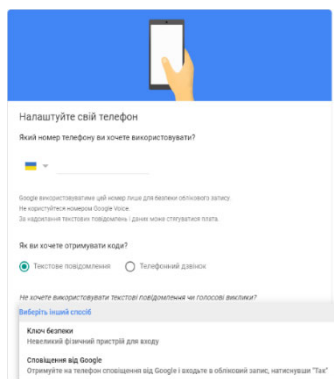 Налаштуйте свій телефон
Який номер телефону ви хочете використовувати?
Google використовуватиме цей номер лише для безпеки облікового запису.
Не користуйтеся номером Google Voice.
За надсилання текстових повідомлень і даних може стягуватися плата.
Як ви хочете отримувати коди?
Текстове повідомлення
Телефонний дзвінок
Не хочете використовувати текстові повідомлення чи голосові виклики?
Виберіть інший спосіб
Ключ безпеки
Невеликий фізичний пристрій для входу
Сповіщення від Google
Отримуйте на телефон сповіщення від Google і входьте в обліковий запис, натиснувши "Так"